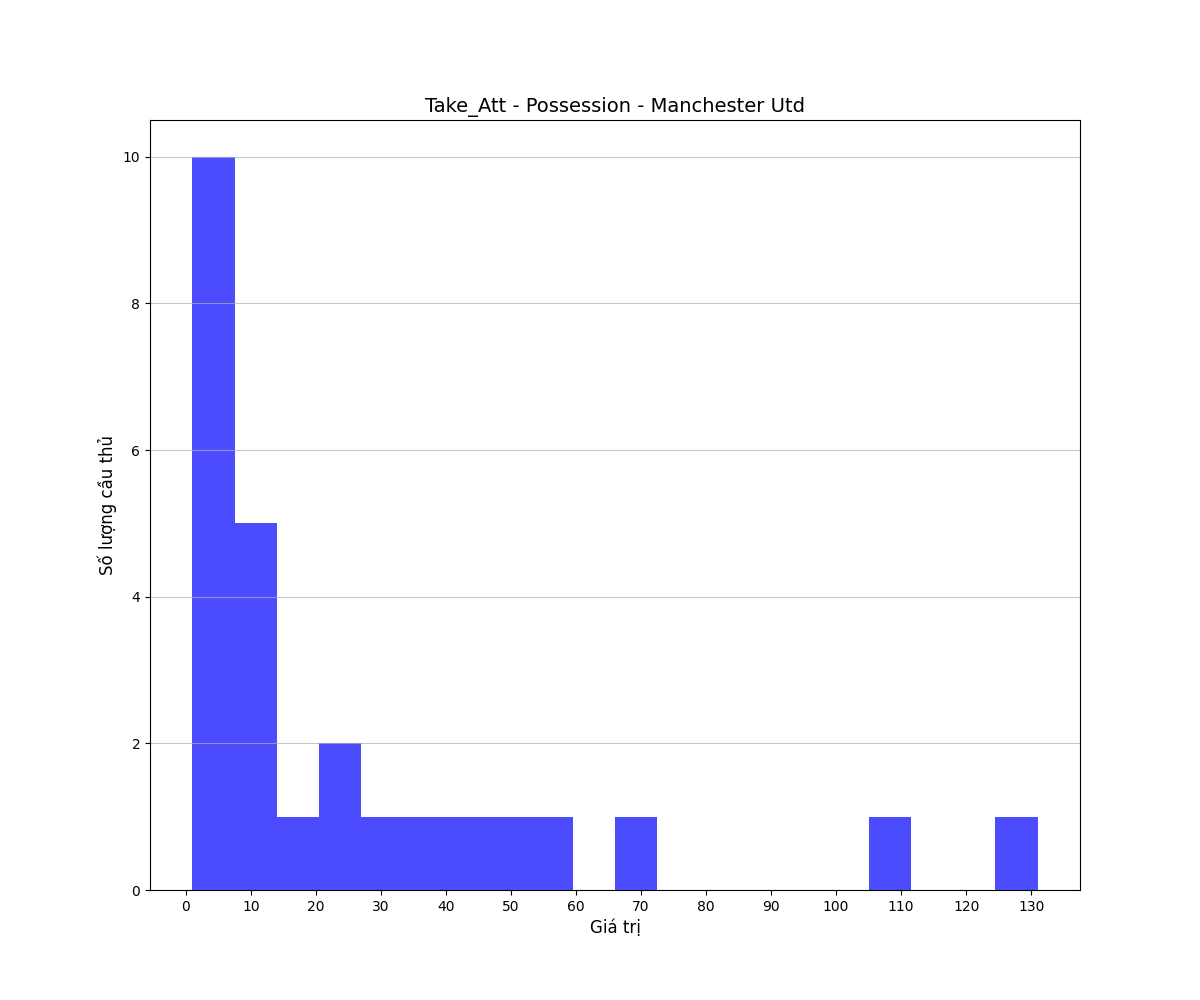 Take_Att - Possession - Manchester Utd
10
8
6
4
2
0
Số lượng cầu thủ
0 10 20 30 40 50 60 70 80 90 100 110 120 130
Giá trị